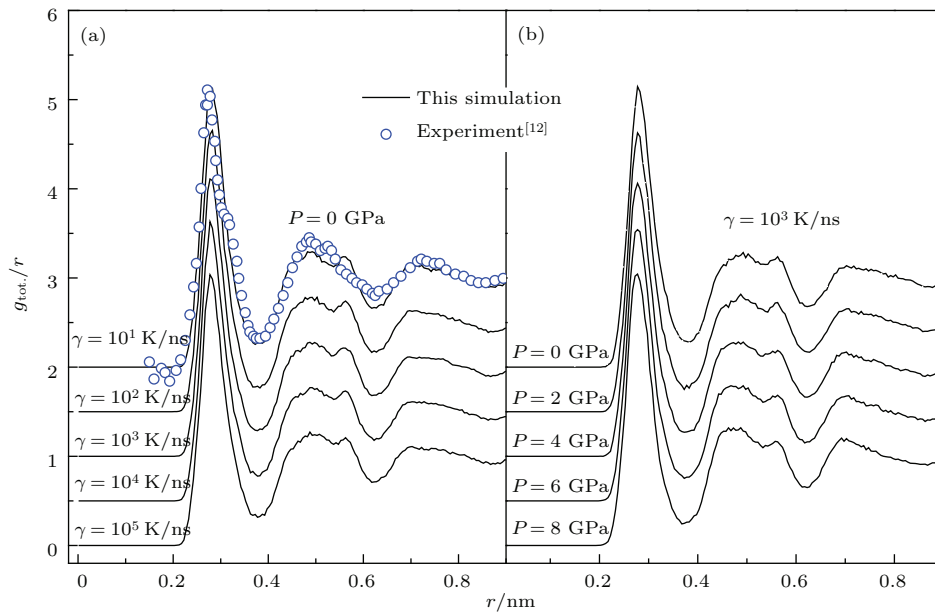 6
(a)
(b)
5
This simulation
Experiment[12]
4
P = 0 GPa
γ = 10³ K/ns
3
g_tot./r
γ = 10¹ K/ns
P = 0 GPa
2
γ = 10² K/ns
P = 2 GPa
γ = 10³ K/ns
P = 4 GPa
1
γ = 10⁴ K/ns
P = 6 GPa
γ = 10⁵ K/ns
P = 8 GPa
0
0 0.2 0.4 0.6 0.8 0.2 0.4 0.6 0.8
r/nm